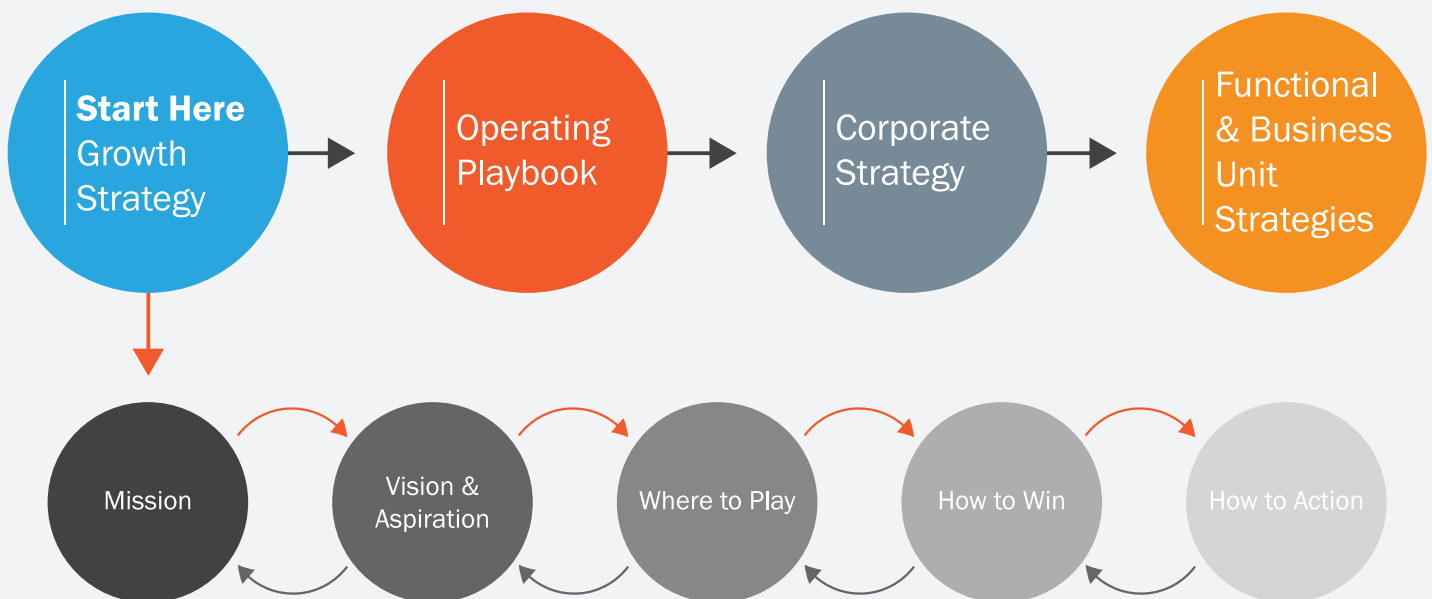 Start Here
Growth
Strategy
Operating
Playbook
Corporate
Strategy
Functional
& Business
Unit
Strategies
Mission
Vision &
Aspiration
Where to Play
How to Win
How to Action